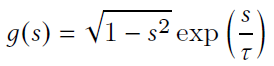 g(s) = √(1 − s²) exp(s/τ)